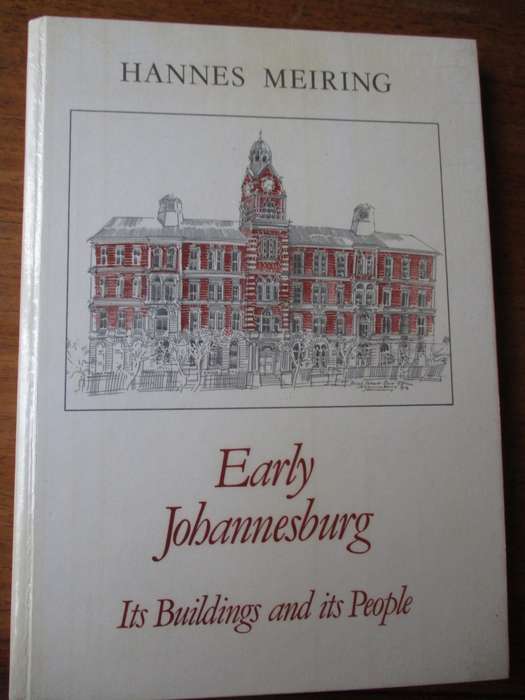 HANNES MEIRING
Early
Johannesburg
Its Buildings and its People